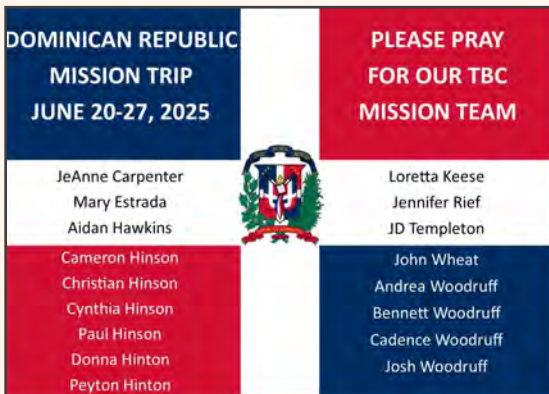 DOMINICAN REPUBLIC
MISSION TRIP
JUNE 20-27, 2025
JeAnne Carpenter
Mary Estrada
Aidan Hawkins
Cameron Hinson
Christian Hinson
Cynthia Hinson
Paul Hinson
Donna Hinton
Peyton Hinton
PLEASE PRAY
FOR OUR TBC
MISSION TEAM
Loretta Keese
Jennifer Rief
JD Templeton
John Wheat
Andrea Woodruff
Bennett Woodruff
Cadence Woodruff
Josh Woodruff